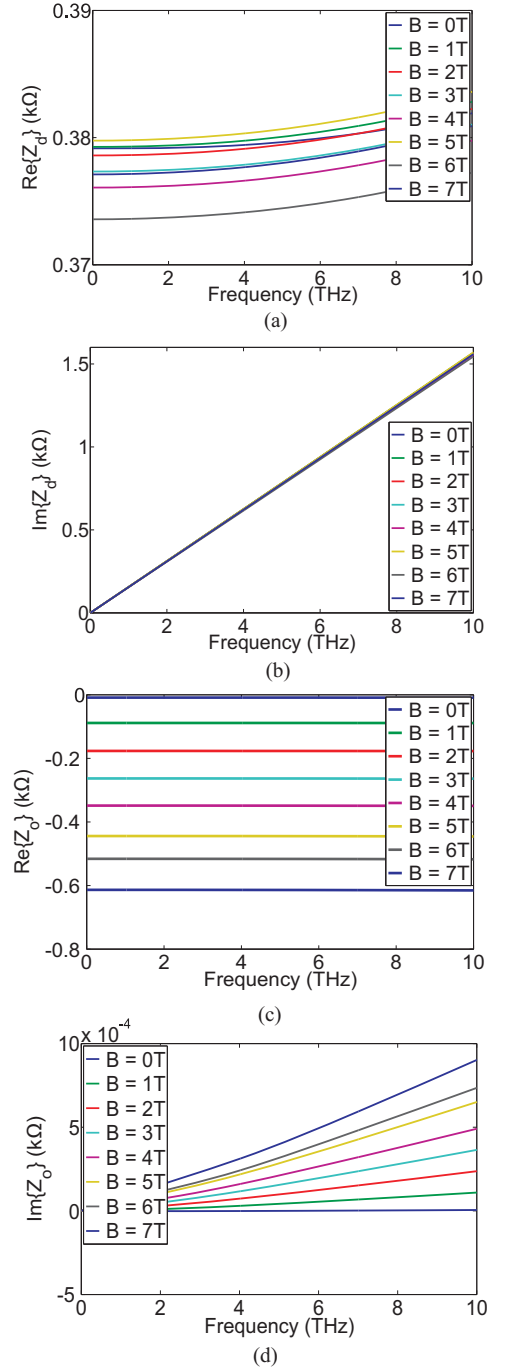 0.39
0.38
0.37
Re{Z_d} (kΩ)
B = 0T
B = 1T
B = 2T
B = 3T
B = 4T
B = 5T
B = 6T
B = 7T
0 2 4 6 8 10
Frequency (THz)
(a)
1.5
1
0.5
0
Im{Z_d} (kΩ)
B = 0T
B = 1T
B = 2T
B = 3T
B = 4T
B = 5T
B = 6T
B = 7T
0 2 4 6 8 10
Frequency (THz)
(b)
0
-0.2
-0.4
-0.6
-0.8
Re{Z_o} (kΩ)
B = 0T
B = 1T
B = 2T
B = 3T
B = 4T
B = 5T
B = 6T
B = 7T
0 2 4 6 8 10
Frequency (THz)
(c)
10 x 10^-4
5
0
-5
Im{Z_o} (kΩ)
B = 0T
B = 1T
B = 2T
B = 3T
B = 4T
B = 5T
B = 6T
B = 7T
0 2 4 6 8 10
Frequency (THz)
(d)